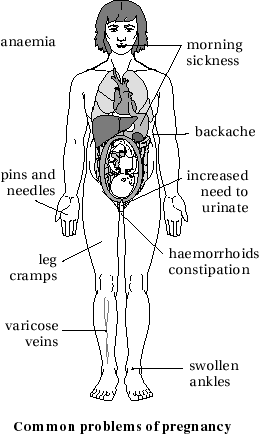 anaemia
morning
sickness
backache
pins and
needles
increased
need to
urinate
haemorrhoids
constipation
leg
cramps
varicose
veins
swollen
ankles
Common problems of pregnancy